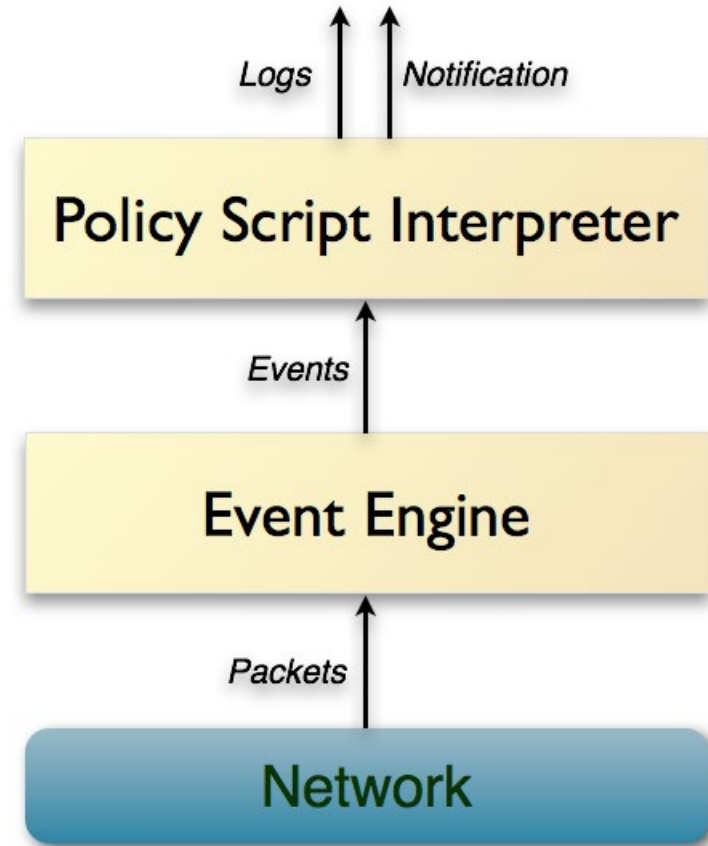 Logs Notification
Policy Script Interpreter
Events
Event Engine
Packets
Network